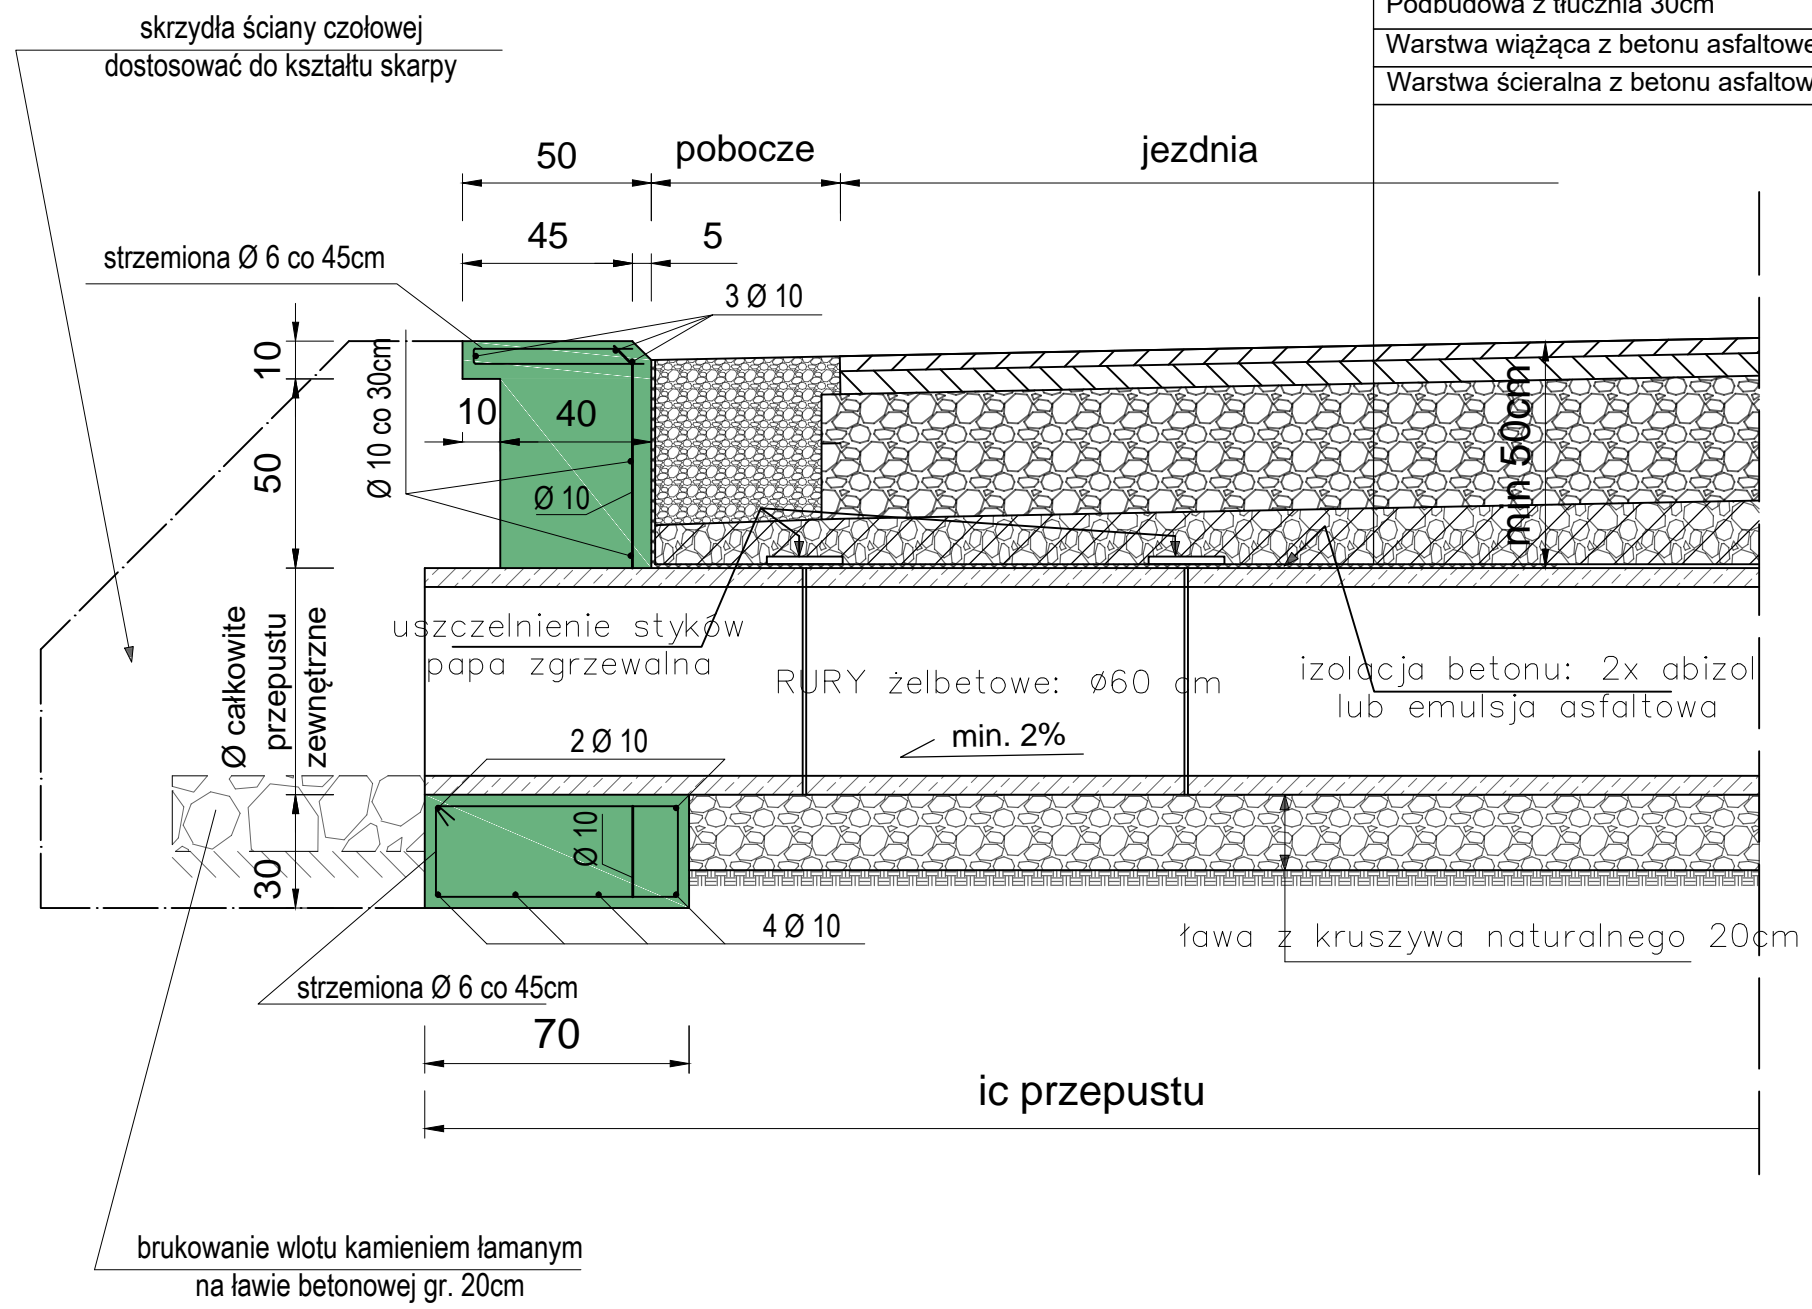 Podbudowa z tłucznia 30cm
Warstwa wiążąca z betonu
Warstwa ścieralna z betonu
skrzydła ściany czołowej
dostosować do kształtu skarpy
50
pobocze
jezdnia
45
5
strzemiona Ø 6 co 45cm
3 Ø 10
10
Ø 10 co 30cm
10
40
50
Ø 10
min 50cm
Ø całkowite
przepustu
zewnętrzne
uszczelnienie styków
papa zgrzewalna
RURY żelbetowe: ø60 cm
izolacja betonu: 2x abizol
lub emulsja asfaltowa
min. 2%
2 Ø 10
Ø 10
30
4 Ø 10
ława z kruszywa naturalnego 20cm
strzemiona Ø 6 co 45cm
70
ic przepustu
brukowanie wlotu kamieniem łamanym
na ławie betonowej gr. 20cm